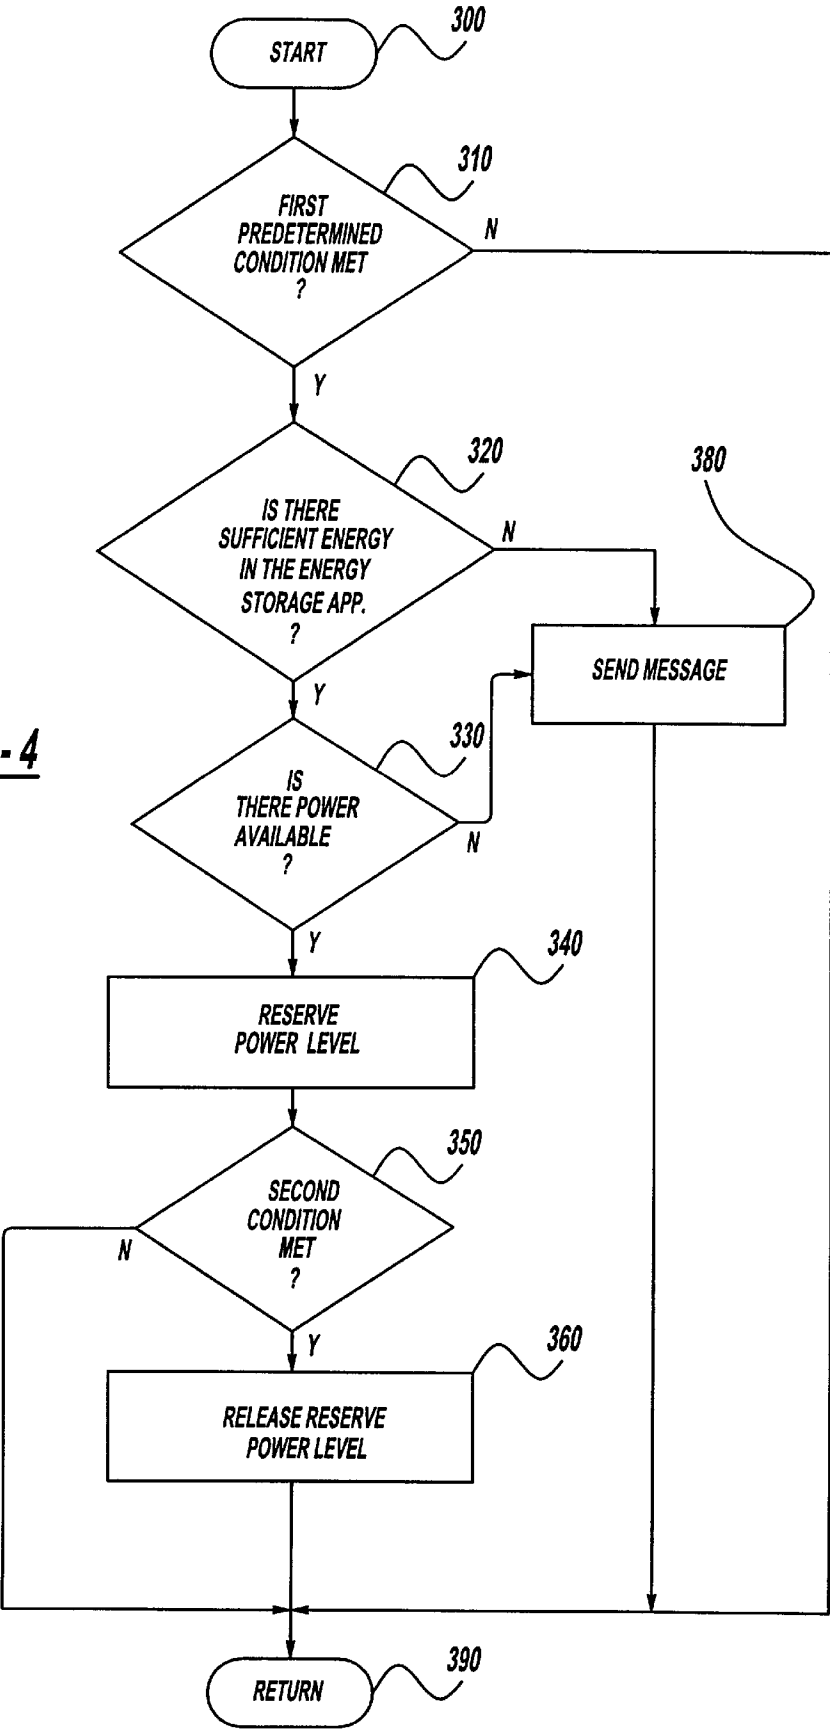 300
START
310
FIRST
PREDETERMINED
CONDITION MET
?
N
Y
320
380
IS THERE
SUFFICIENT ENERGY
IN THE ENERGY
STORAGE APP.
?
N
SEND MESSAGE
Y
- 4
330
IS
THERE POWER
AVAILABLE
?
N
Y
340
RESERVE
POWER LEVEL
350
SECOND
CONDITION
MET
?
N
Y
360
RELEASE RESERVE
POWER LEVEL
390
RETURN